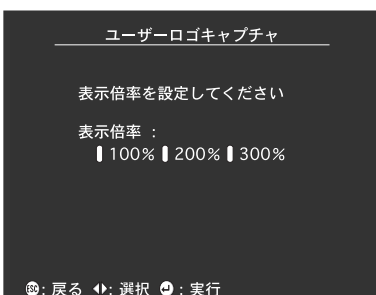 ユーザーロゴキャプチャ
表示倍率を設定してください
表示倍率 :
100% 200% 300%
ESC : 戻る : 選択 : 実行